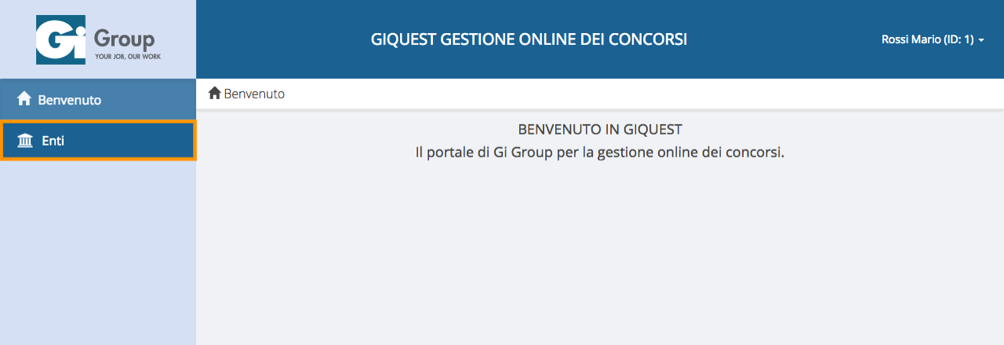 Gi Group
YOUR JOB, OUR WORK
GIQUEST GESTIONE ONLINE DEI CONCORSI
Rossi Mario (ID: 1)
Benvenuto
Enti
Benvenuto
BENVENUTO IN GIQUEST
Il portale di Gi Group per la gestione online dei concorsi.